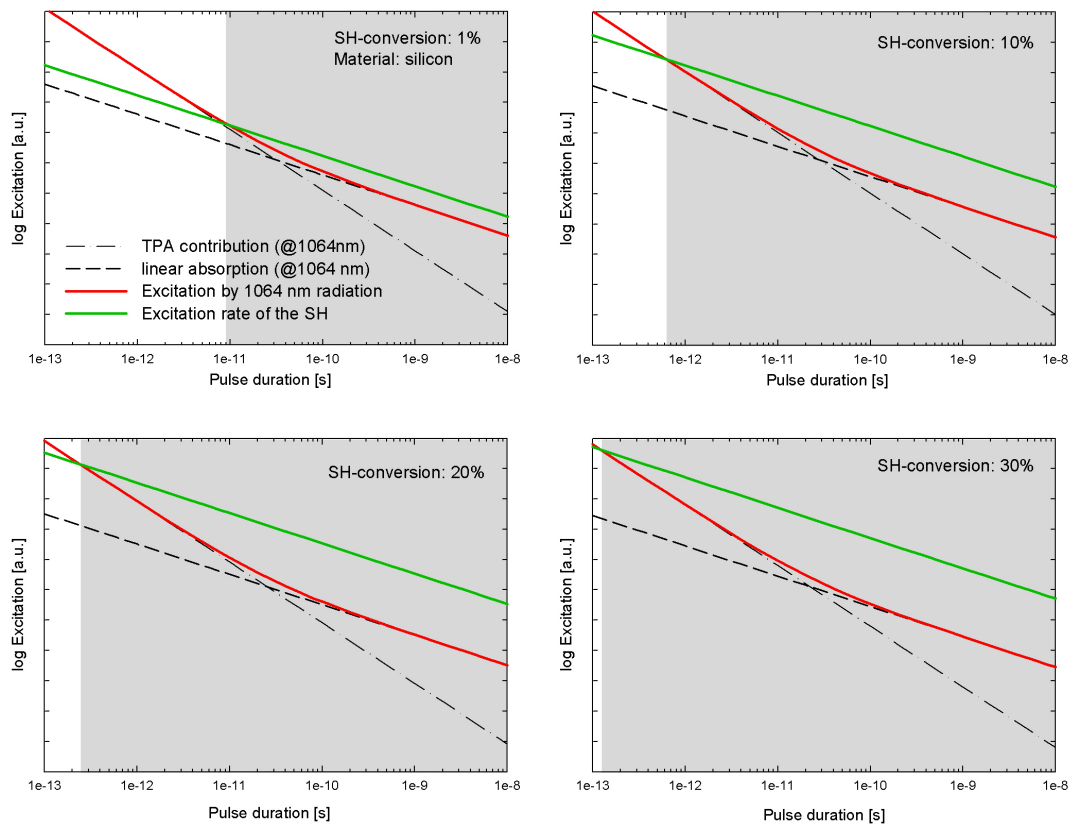 SH-conversion: 1%
Material: silicon
log Excitation [a.u.]
TPA contribution (@1064nm)
linear absorption (@1064 nm)
Excitation by 1064 nm radiation
Excitation rate of the SH
1e-13 1e-12 1e-11 1e-10 1e-9 1e-8
Pulse duration [s]
SH-conversion: 10%
log Excitation [a.u.]
1e-13 1e-12 1e-11 1e-10 1e-9 1e-8
Pulse duration [s]
SH-conversion: 20%
log Excitation [a.u.]
1e-13 1e-12 1e-11 1e-10 1e-9 1e-8
Pulse duration [s]
SH-conversion: 30%
log Excitation [a.u.]
1e-13 1e-12 1e-11 1e-10 1e-9 1e-8
Pulse duration [s]